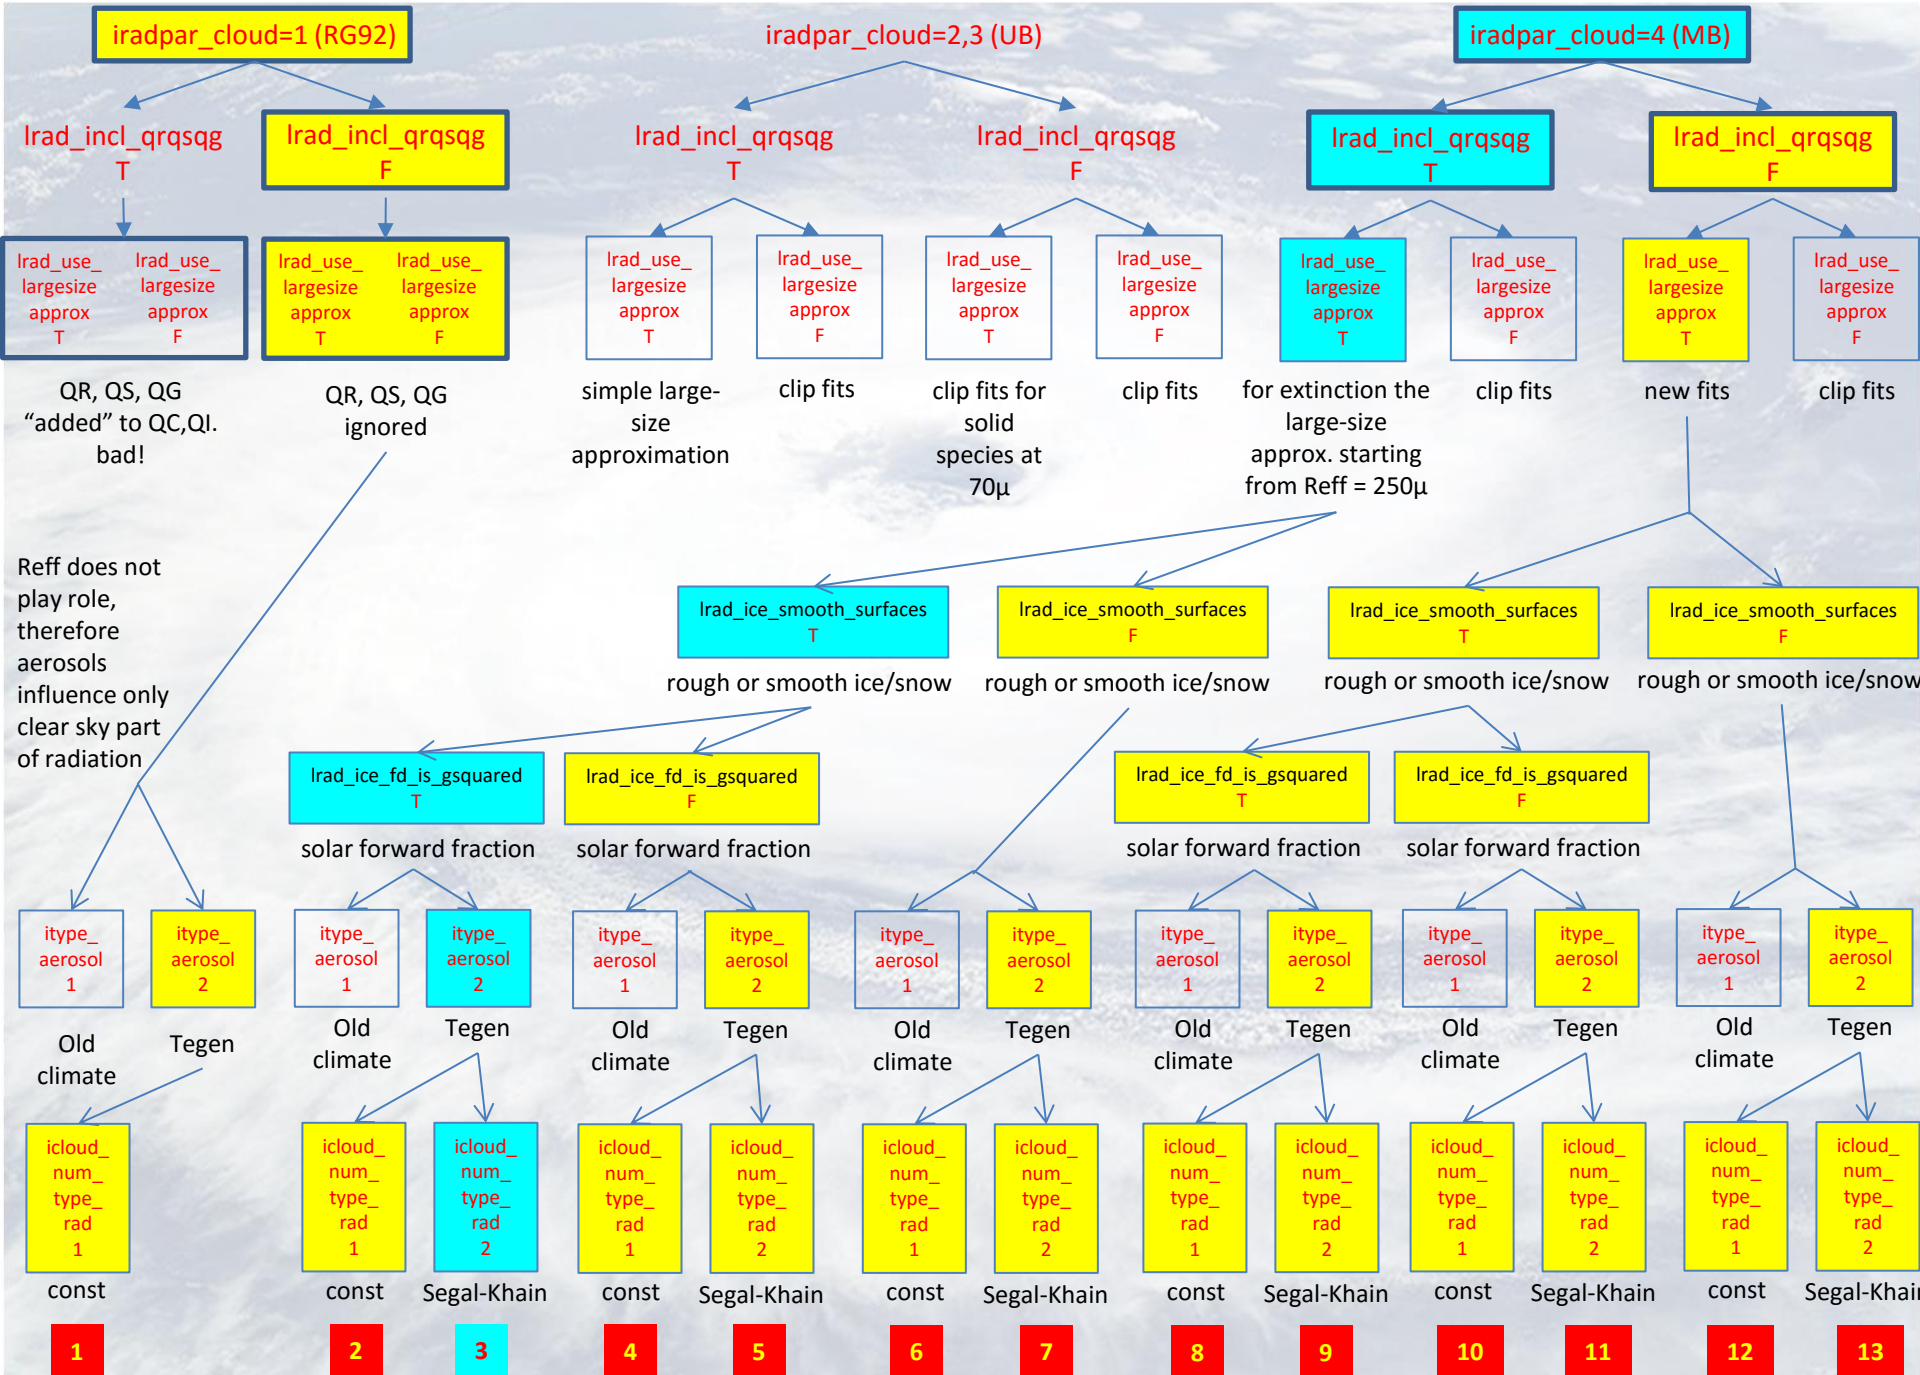 iradpar_cloud=1 (RG92)
iradpar_cloud=2,3 (UB)
iradpar_cloud=4 (MB)
lrad_incl_qrqsqg
T
lrad_incl_qrqsqg
F
lrad_incl_qrqsqg
T
lrad_incl_qrqsqg
F
lrad_incl_qrqsqg
T
lrad_incl_qrqsqg
F
lrad_use_
largesize
approx
T
lrad_use_
largesize
approx
F
lrad_use_
largesize
approx
T
lrad_use_
largesize
approx
F
lrad_use_
largesize
approx
T
lrad_use_
largesize
approx
F
lrad_use_
largesize
approx
T
lrad_use_
largesize
approx
F
lrad_use_
largesize
approx
T
lrad_use_
largesize
approx
F
lrad_use_
largesize
approx
T
lrad_use_
largesize
approx
F
QR, QS, QG
“added” to QC,QI.
bad!
QR, QS, QG
ignored
simple large-
size
approximation
clip fits
clip fits for
solid
species at
70μ
clip fits
for extinction the
large-size
approx. starting
from Reff = 250μ
clip fits
new fits
clip fits
Reff does not
play role,
therefore
aerosols
influence only
clear sky part
of radiation
lrad_ice_smooth_surfaces
T
lrad_ice_smooth_surfaces
F
lrad_ice_smooth_surfaces
T
lrad_ice_smooth_surfaces
F
rough or smooth ice/snow
rough or smooth ice/snow
rough or smooth ice/snow
rough or smooth ice/snow
lrad_ice_fd_is_gsquared
T
lrad_ice_fd_is_gsquared
F
lrad_ice_fd_is_gsquared
T
lrad_ice_fd_is_gsquared
F
solar forward fraction
solar forward fraction
solar forward fraction
solar forward fraction
itype_
aerosol
1
itype_
aerosol
2
itype_
aerosol
1
itype_
aerosol
2
itype_
aerosol
1
itype_
aerosol
2
itype_
aerosol
1
itype_
aerosol
2
itype_
aerosol
1
itype_
aerosol
2
itype_
aerosol
1
itype_
aerosol
2
itype_
aerosol
1
itype_
aerosol
2
Old
climate
Tegen
Old
climate
Tegen
Old
climate
Tegen
Old
climate
Tegen
Old
climate
Tegen
Old
climate
Tegen
Old
climate
Tegen
icloud_
num_
type_
rad
1
icloud_
num_
type_
rad
1
icloud_
num_
type_
rad
2
icloud_
num_
type_
rad
1
icloud_
num_
type_
rad
2
icloud_
num_
type_
rad
1
icloud_
num_
type_
rad
2
icloud_
num_
type_
rad
1
icloud_
num_
type_
rad
2
icloud_
num_
type_
rad
1
icloud_
num_
type_
rad
2
icloud_
num_
type_
rad
1
icloud_
num_
type_
rad
2
const
const
Segal-Khain
const
Segal-Khain
const
Segal-Khain
const
Segal-Khain
const
Segal-Khain
const
Segal-Khain
1
2
3
4
5
6
7
8
9
10
11
12
13